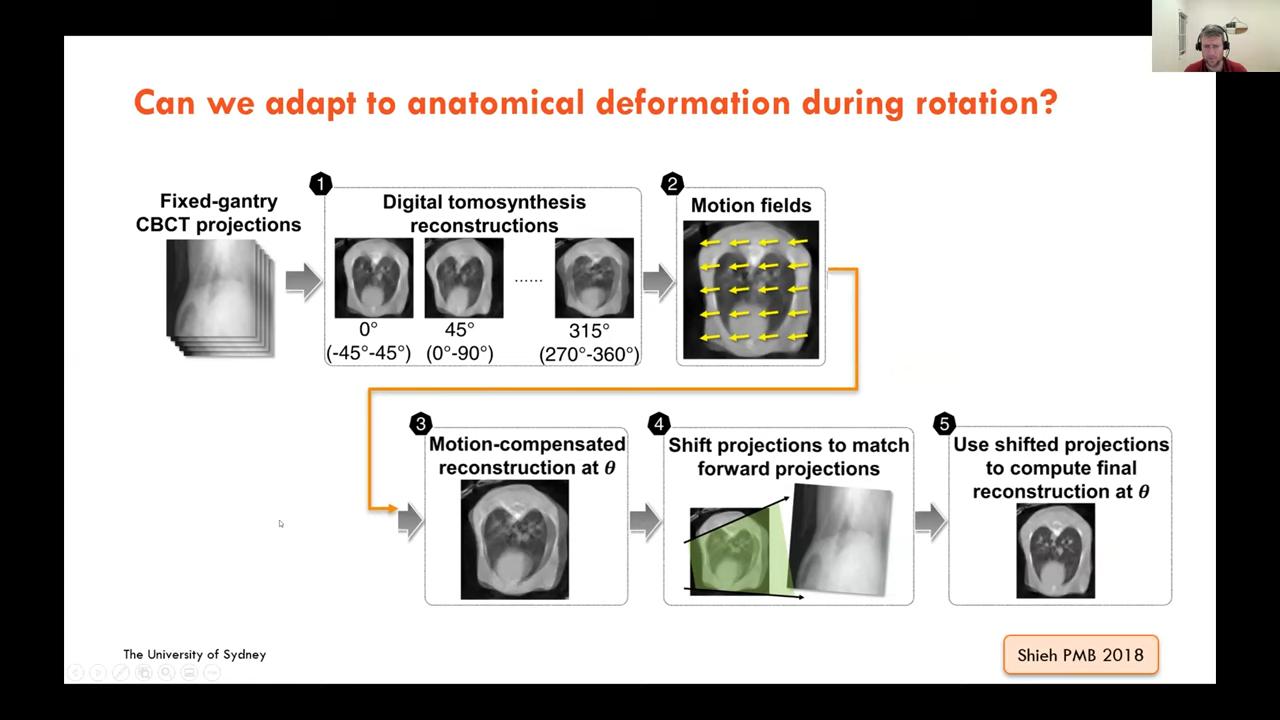 Can we adapt to anatomical deformation during rotation?
Fixed-gantry
CBCT projections
1
Digital tomosynthesis
reconstructions
......
0°
(-45°-45°)
45°
(0°-90°)
315°
(270°-360°)
2
Motion fields
3
Motion-compensated
reconstruction at θ
4
Shift projections to match
forward projections
5
Use shifted projections
to compute final
reconstruction at θ
The University of Sydney
Shieh PMB 2018